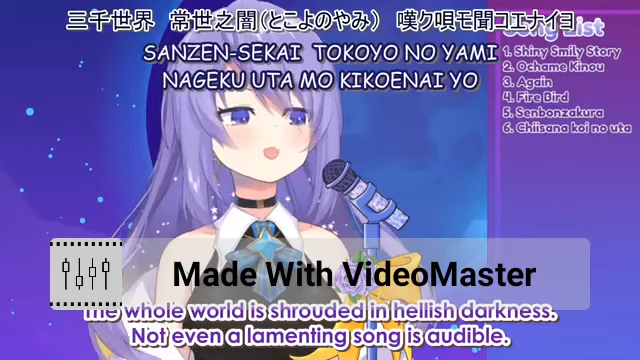 三千世界 常世之闇(とこよのやみ) 嘆ク唄モ聞コエナイヨ
SANZEN-SEKAI TOKOYO NO YAMI
NAGEKU UTA MO KIKOENAI YO
Song List
1. Shiny Smily Story
2. Ochame Kinou
3. Again
4. Fire Bird
5. Senbonzakura
6. Chiisana koi no uta
Made With VideoMaster
The whole world is shrouded in hellish darkness.
Not even a lamenting song is audible.